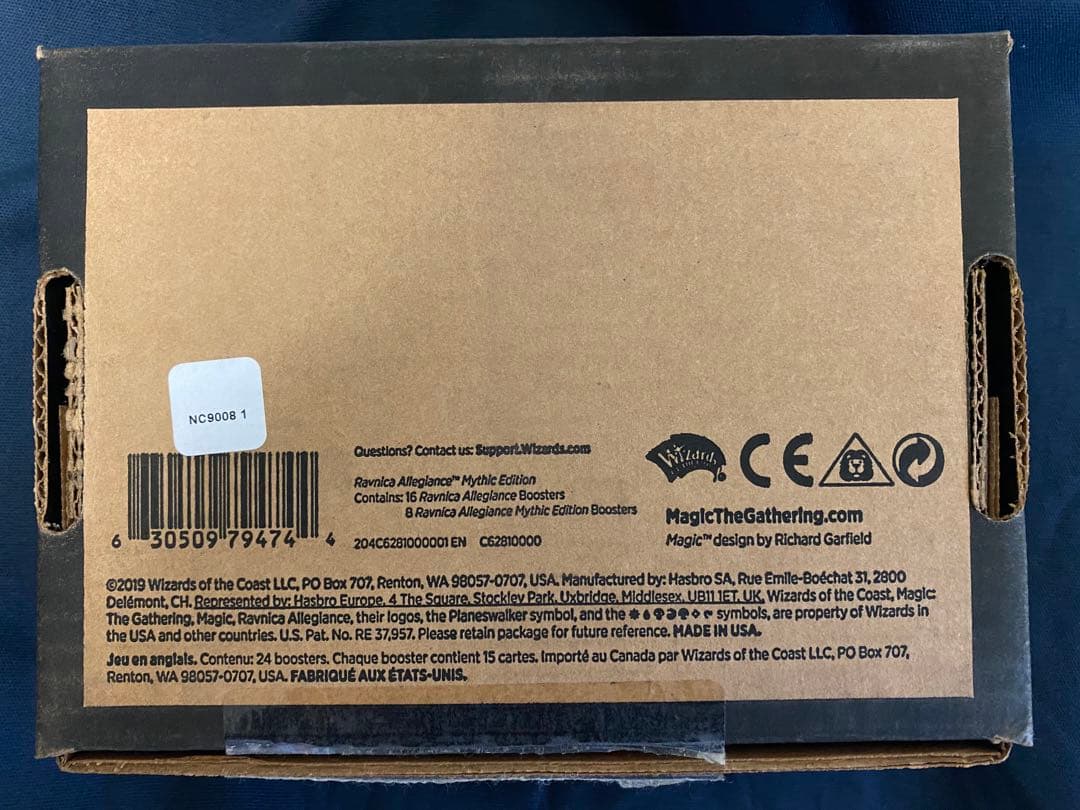 NC9008 1
Questions? Contact us: Support.Wizards.com
Ravnica Allegiance™ Mythic Edition
Contains: 16 Ravnica Allegiance Boosters
8 Ravnica Allegiance Mythic Edition Boosters
204C6281000001 EN C62810000
6 30509 79474 4
Wizards
CE
MagicTheGathering.com
Magic™ design by Richard Garfield
©2019 Wizards of the Coast LLC, PO Box 707, Renton, WA 98057-0707, USA. Manufactured by: Hasbro SA, Rue Emile-Boéchat 31, 2800
Delémont, CH. Represented by: Hasbro Europe, 4 The Square, Stockley Park, Uxbridge, Middlesex, UB11 1ET. UK. Wizards of the Coast, Magic:
The Gathering, Magic, Ravnica Allegiance, their logos, the Planeswalker symbol, and the symbols, are property of Wizards in
the USA and other countries. U.S. Pat. No. RE 37,957. Please retain package for future reference. MADE IN USA.
Jeu en anglais. Contenu: 24 boosters. Chaque booster contient 15 cartes. Importé au Canada par Wizards of the Coast LLC, PO Box 707,
Renton, WA 98057-0707, USA. FABRIQUÉ AUX ÉTATS-UNIS.